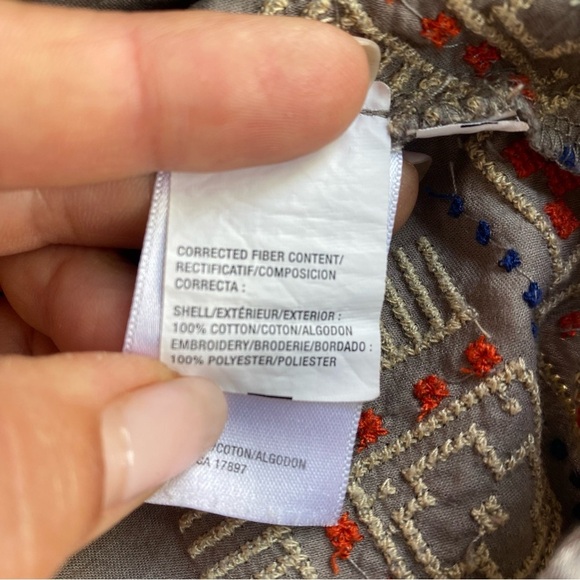 CORRECTED FIBER CONTENT/
RECTIFICATIF/COMPOSICION
CORRECTA :
SHELL/EXTÉRIEUR/EXTERIOR :
100% COTTON/COTON/ALGODON
EMBROIDERY/BRODERIE/BORDADO :
100% POLYESTER/POLIESTER
/COTON/ALGODON
CA 17897